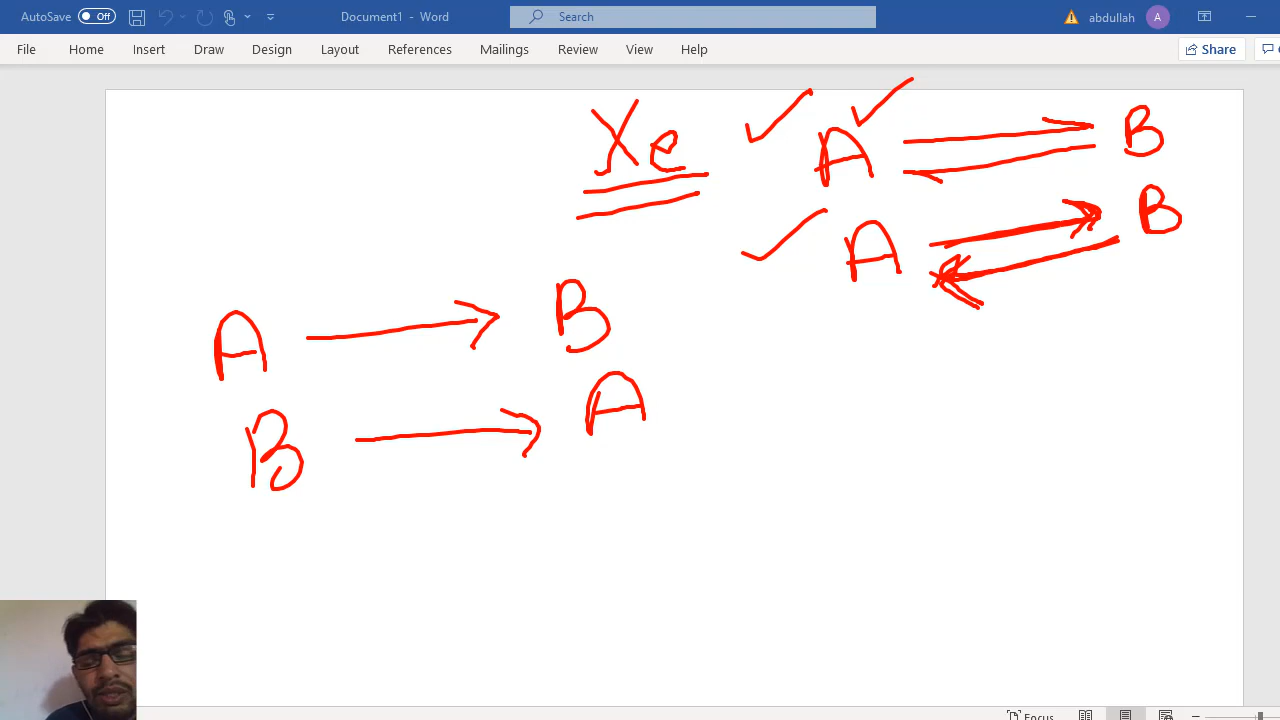 AutoSave Off Document1 - Word Search abdullah A
File Home Insert Draw Design Layout References Mailings Review View Help Share
Xe A B
A B
A B
B A
Focus